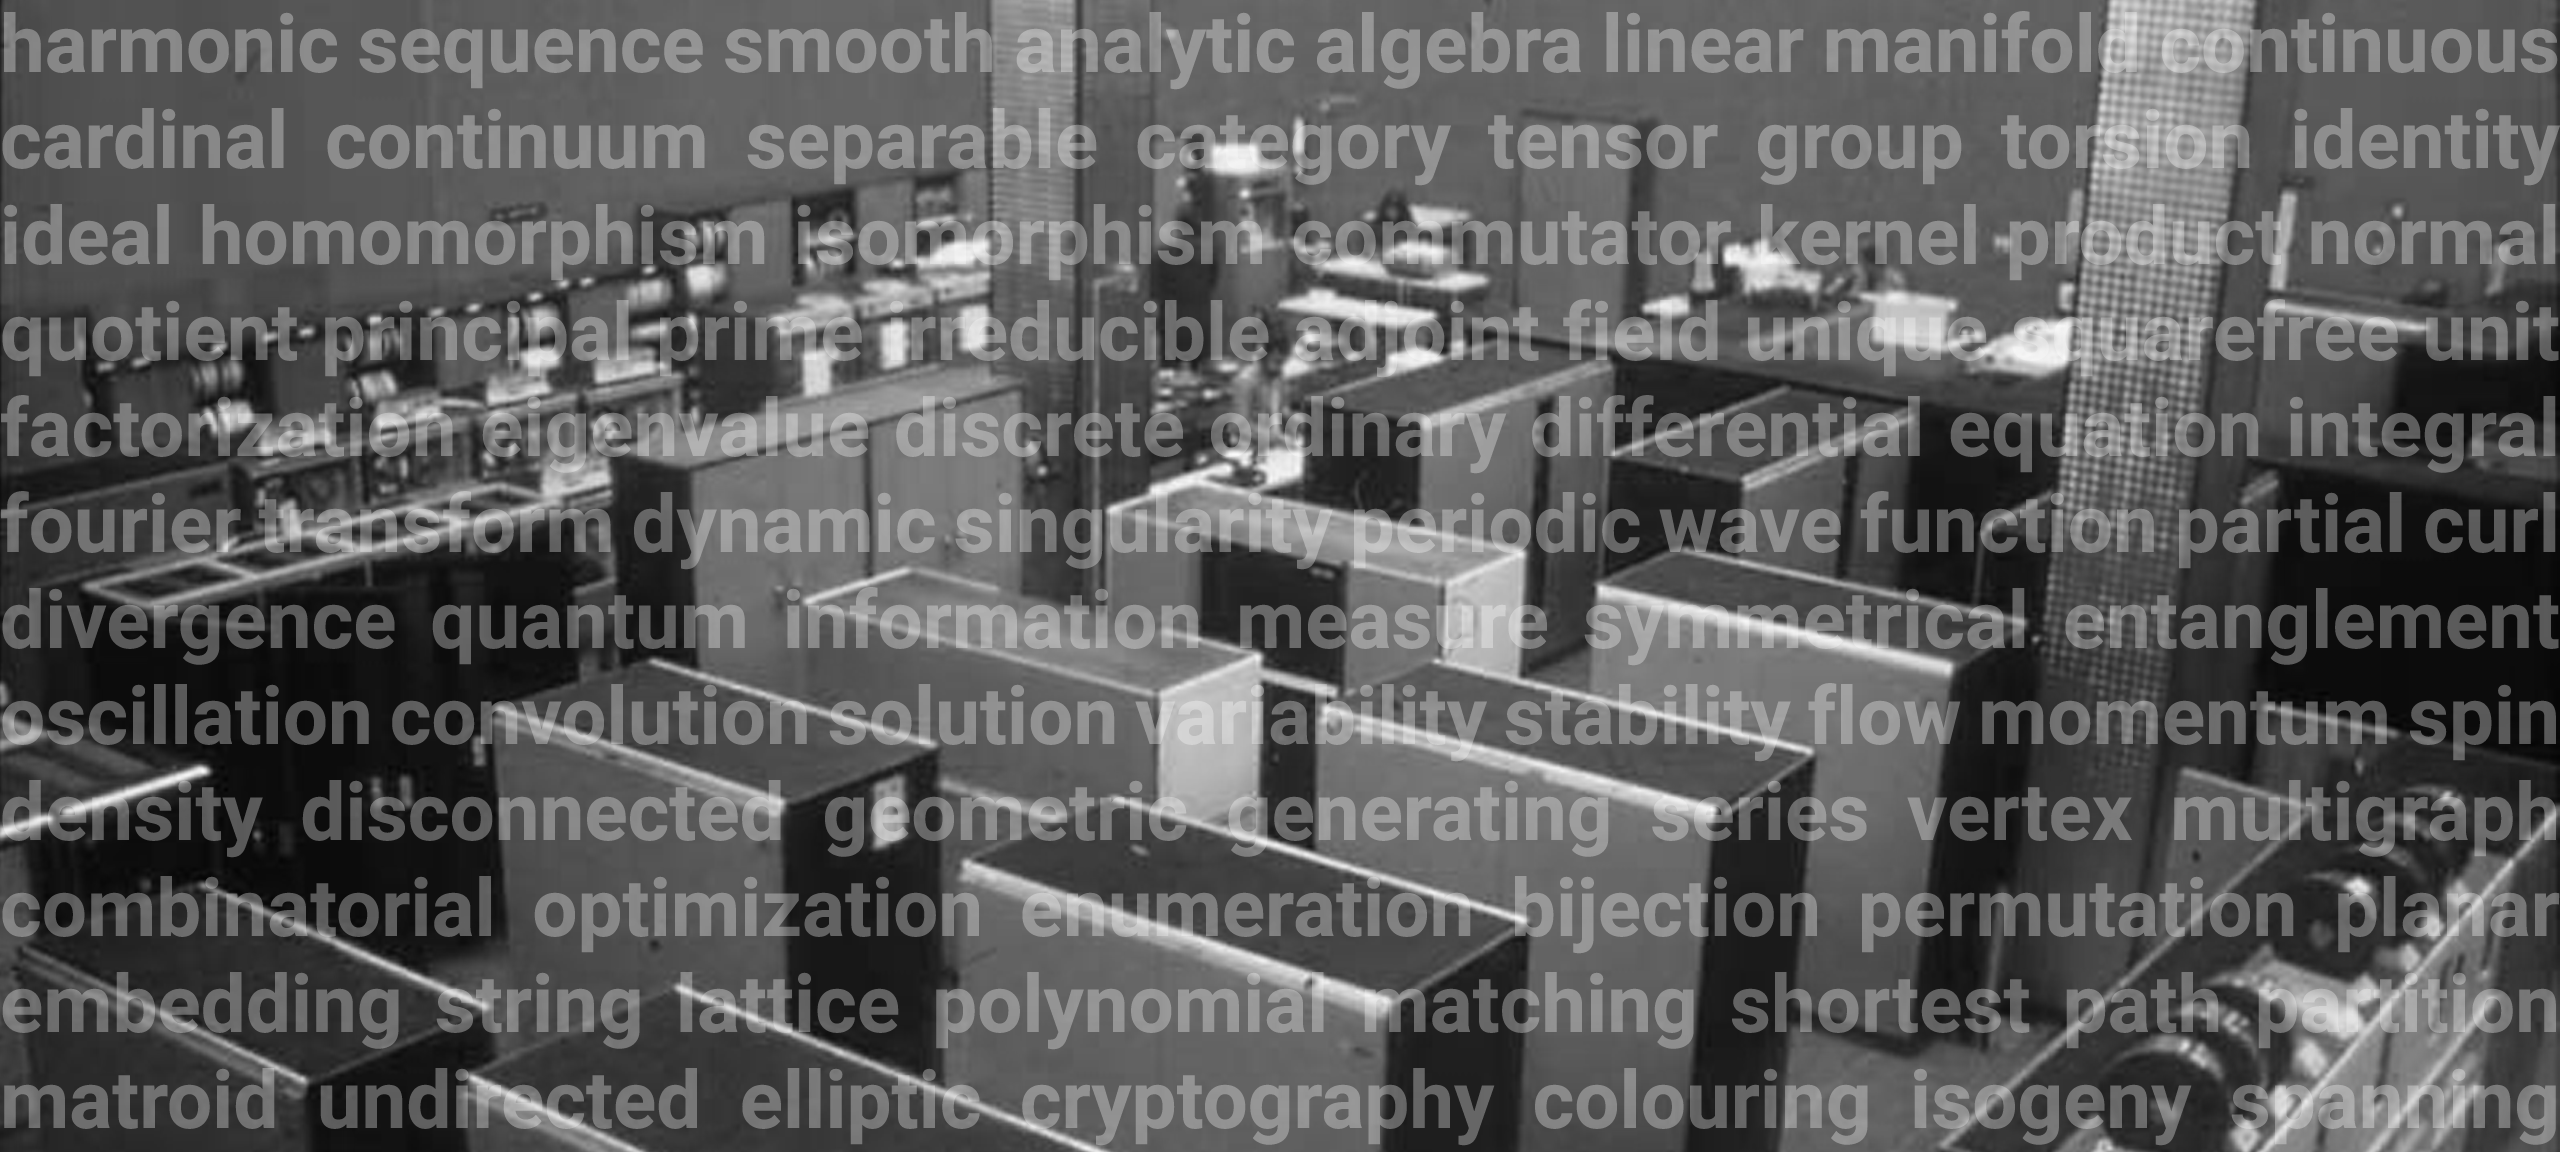 harmonic sequence smooth analytic algebra linear manifold continuous
cardinal continuum separable category tensor group torsion identity
ideal homomorphism isomorphism commutator kernel product normal
quotient principal prime irreducible adjoint field unique squarefree unit
factorization eigenvalue discrete ordinary differential equation integral
fourier transform dynamic singularity periodic wave function partial curl
divergence quantum information measure symmetrical entanglement
oscillation convolution solution variability stability flow momentum spin
density disconnected geometric generating series vertex multigraph
combinatorial optimization enumeration bijection permutation planar
embedding string lattice polynomial matching shortest path partition
matroid undirected elliptic cryptography colouring isogeny spanning